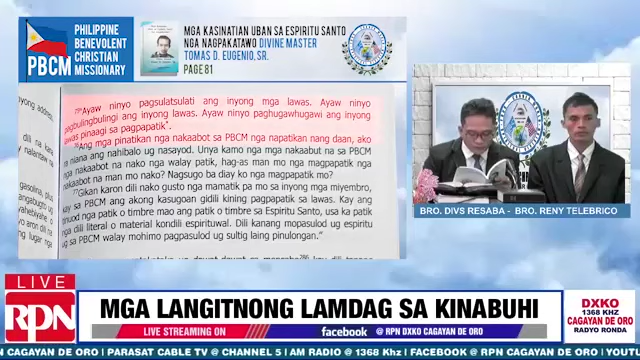 PHILIPPINE
BENEVOLENT
CHRISTIAN
MISSIONARY
PBCM
MGA KASINATIAN UBAN SA ESPIRITU SANTO
NGA NAGPAKATAWO DIVINE MASTER
TOMAS D. EUGENIO, SR.
PAGE 81
Ayaw ninyo pagsulatsulati ang inyong mga lawas. Ayaw ninyo
pagbulingbulingi ang inyong lawas. Ayaw paghugawhugawi ang inyong
lawas pinaagi sa pagpapatik".
Ang mga pinatikan nga nakaabot sa PBCM nga napatikan nang daan, ako
ra niana ang nahibalo ug nasayod. Unya kamo nga mga nakaabut na sa PBCM
nga nakaabot na nako nga walay patik, hag-as man mo nga magpapatik nga
nakaabot na man mo nako? Nagsugo ba diay ko nga magpapatik mo?
Gikan karon dili nako gusto nga mamatik pa mo sa inyong mga miyembro,
kay sa PBCM ang akong kasugoan gidili kining pagpapatik sa lawas. Kay ang
tinuod nga patik o timbre mao ang patik o timbre sa Espiritu Santo, usa ka patik
nga dili literal o material kondili espirituwal. Dili kanang mopasulod ug espiritu
ug sa PBCM walay mohimo pagpasulod ug sultig laing pinulongan.
BRO. DIVS RESABA - BRO. RENY TELEBRICO
LIVE
RPN
MGA LANGITNONG LAMDAG SA KINABUHI
LIVE STREAMING ON
facebook
@ RPN DXKO CAGAYAN DE ORO
DXKO
1368 KHZ
CAGAYAN DE ORO
RADYO RONDA
CAGAYAN DE ORO | PARASAT CABLE TV @ CHANNEL 5 | AM RADIO @ 1368 Khz | FACEBOOK @ RPN CAGAYAN DE ORO |